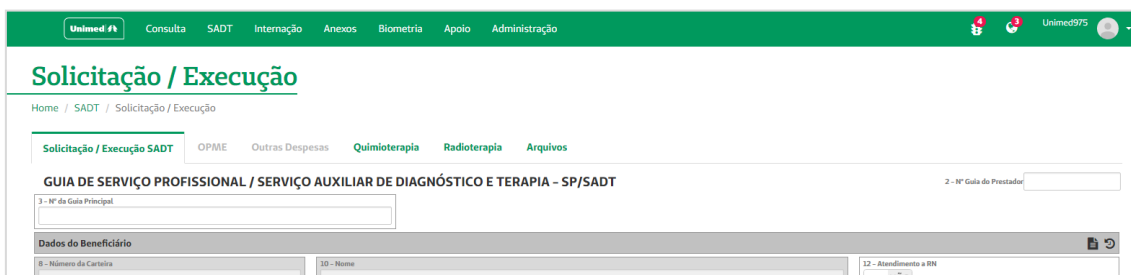 Unimed Consulta SADT Internação Anexos Biometria Apoio Administração 4 3 Unimed975
Solicitação / Execução
Home / SADT / Solicitação / Execução
Solicitação / Execução SADT OPME Outras Despesas Quimioterapia Radioterapia Arquivos
GUIA DE SERVIÇO PROFISSIONAL / SERVIÇO AUXILIAR DE DIAGNÓSTICO E TERAPIA – SP/SADT 2 – Nº Guia do Prestador
3 – Nº da Guia Principal
Dados do Beneficiário
8 – Número da Carteira 10 – Nome 12 – Atendimento a RN